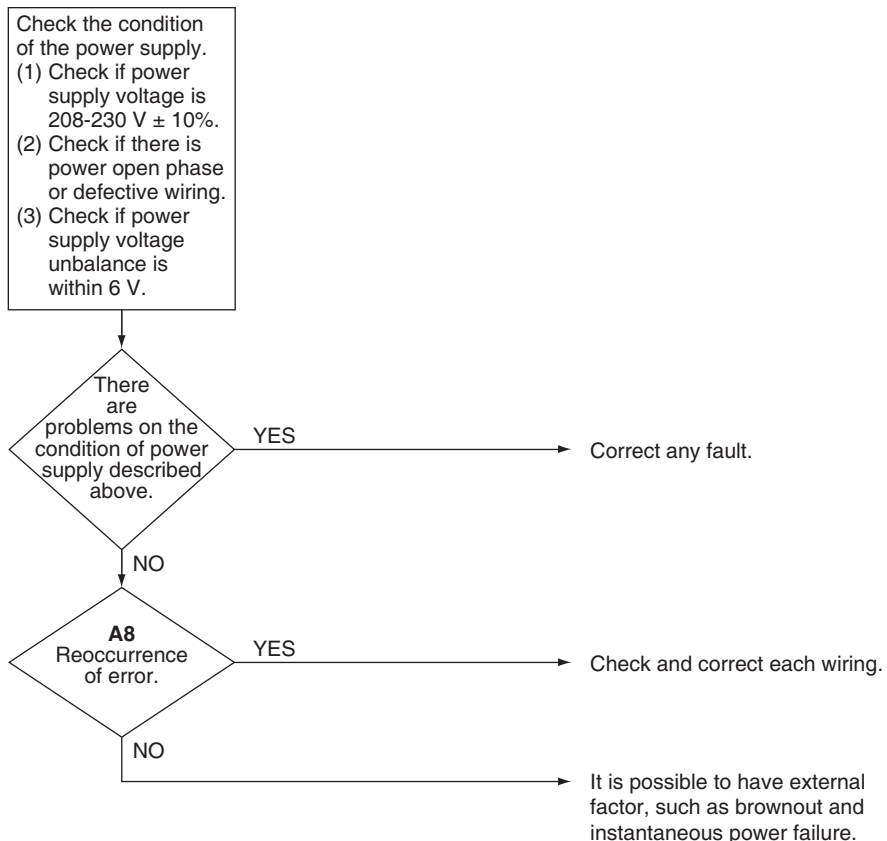 Check the condition
of the power supply.
(1) Check if power
supply voltage is
208-230 V ± 10%.
(2) Check if there is
power open phase
or defective wiring.
(3) Check if power
supply voltage
unbalance is
within 6 V.
There
are
problems on the
condition of power
supply described
above.
YES
Correct any fault.
NO
A8
Reoccurrence
of error.
YES
Check and correct each wiring.
NO
It is possible to have external
factor, such as brownout and
instantaneous power failure.